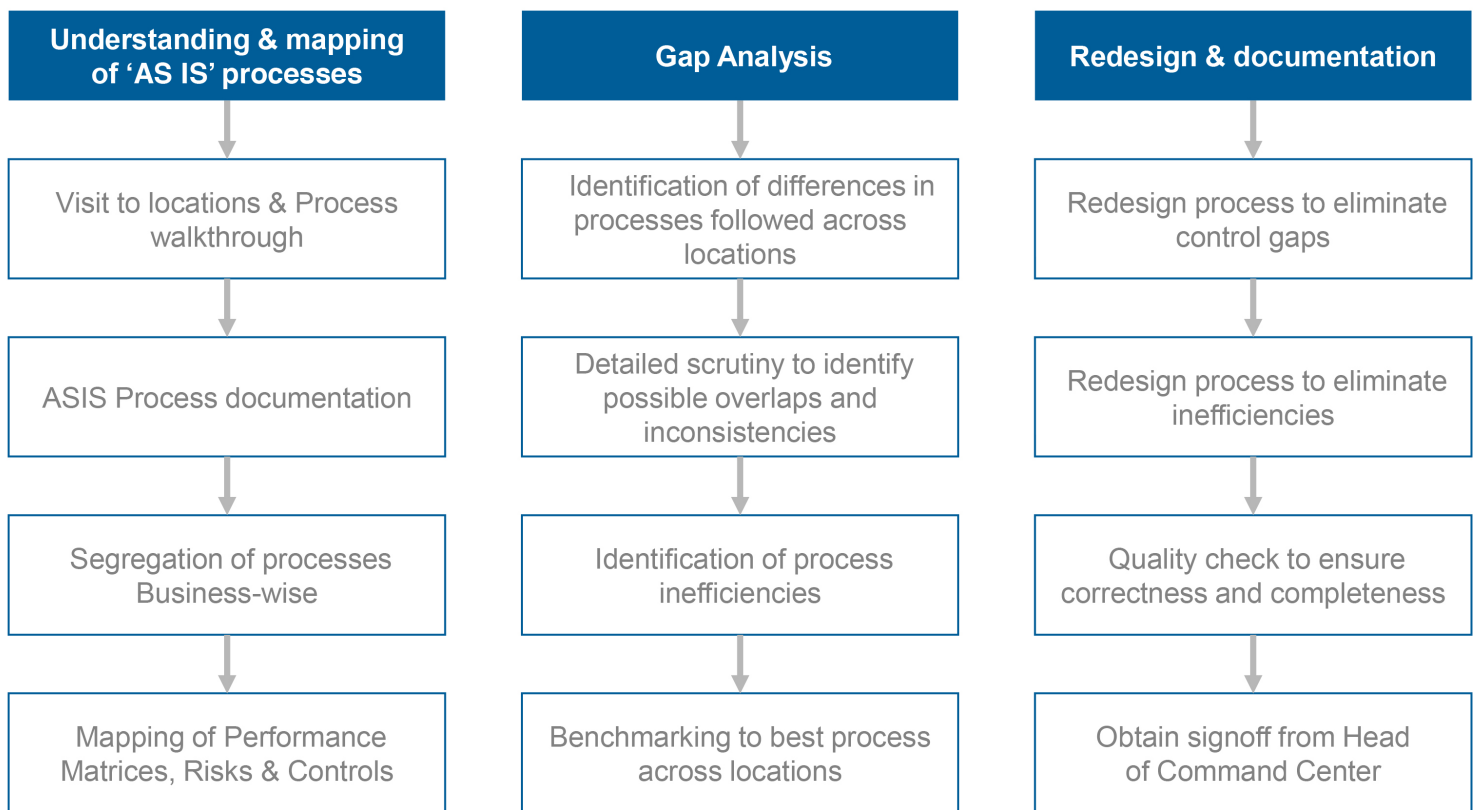 Understanding & mapping
of ‘AS IS’ processes
Visit to locations & Process
walkthrough
ASIS Process documentation
Segregation of processes
Business-wise
Mapping of Performance
Matrices, Risks & Controls
Gap Analysis
Identification of differences in
processes followed across
locations
Detailed scrutiny to identify
possible overlaps and
inconsistencies
Identification of process
inefficiencies
Benchmarking to best process
across locations
Redesign & documentation
Redesign process to eliminate
control gaps
Redesign process to eliminate
inefficiencies
Quality check to ensure
correctness and completeness
Obtain signoff from Head
of Command Center